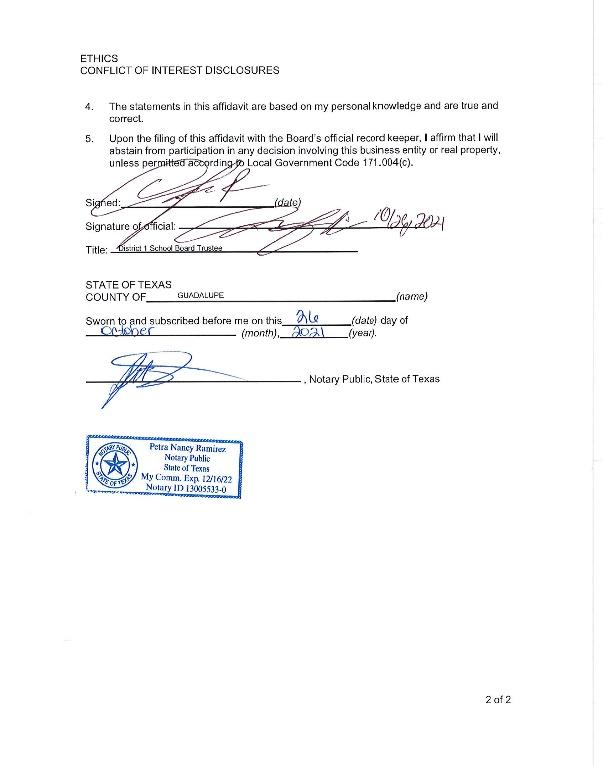 ETHICS
CONFLICT OF INTEREST DISCLOSURES
4. The statements in this affidavit are based on my personal knowledge and are true and
correct.
5. Upon the filing of this affidavit with the Board's official record keeper, I affirm that I will
abstain from participation in any decision involving this business entity or real property,
unless permitted according to Local Government Code 171.004(c).
Signed: (date)
Signature of official: 10/26/2021
Title: District 1 School Board Trustee
STATE OF TEXAS
COUNTY OF GUADALUPE (name)
Sworn to and subscribed before me on this 26 (date) day of
October (month), 2021 (year).
, Notary Public, State of Texas
NOTARY PUBLIC
STATE OF TEXAS
Petra Nancy Ramirez
Notary Public
State of Texas
My Comm. Exp. 12/16/22
Notary ID 13005533-0
2 of 2